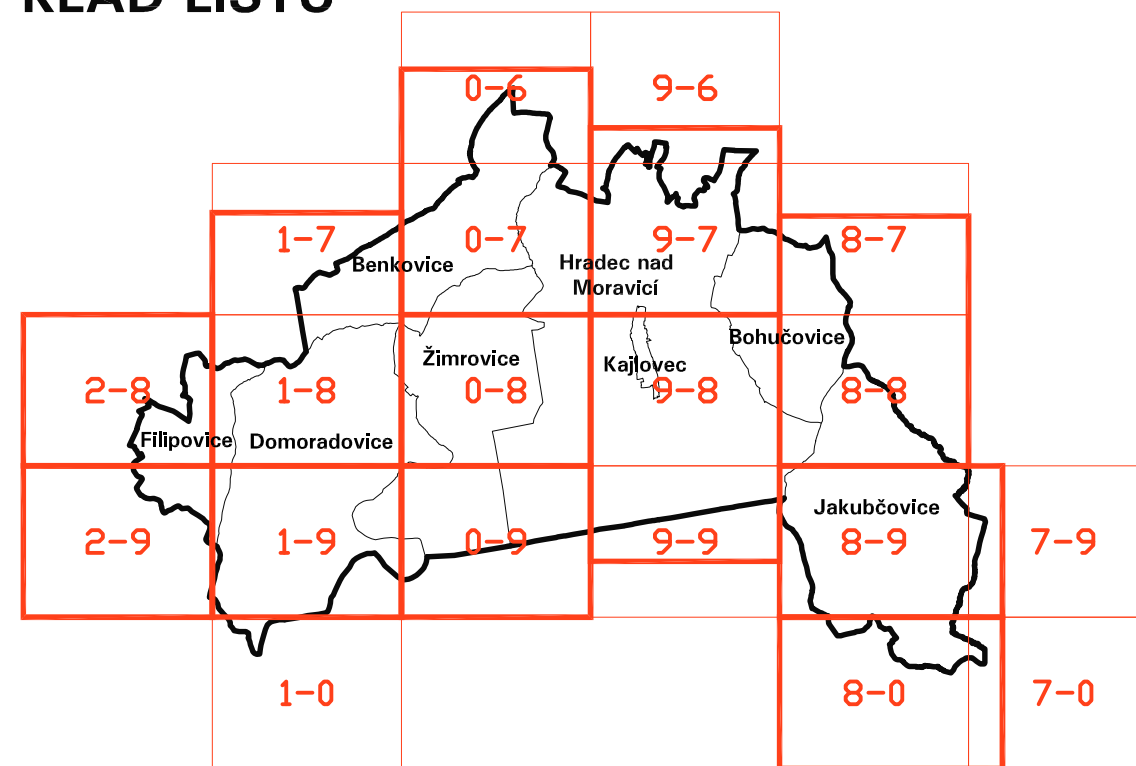 KLAD LISTŮ
0-6
9-6
1-7
0-7
9-7
8-7
Benkovice
Hradec nad
Moravicí
Žimrovice
Kajlovec
Bohučovice
2-8
1-8
0-8
9-8
8-8
Filipovice
Domoradovice
Jakubčovice
2-9
1-9
0-9
9-9
8-9
7-9
1-0
8-0
7-0